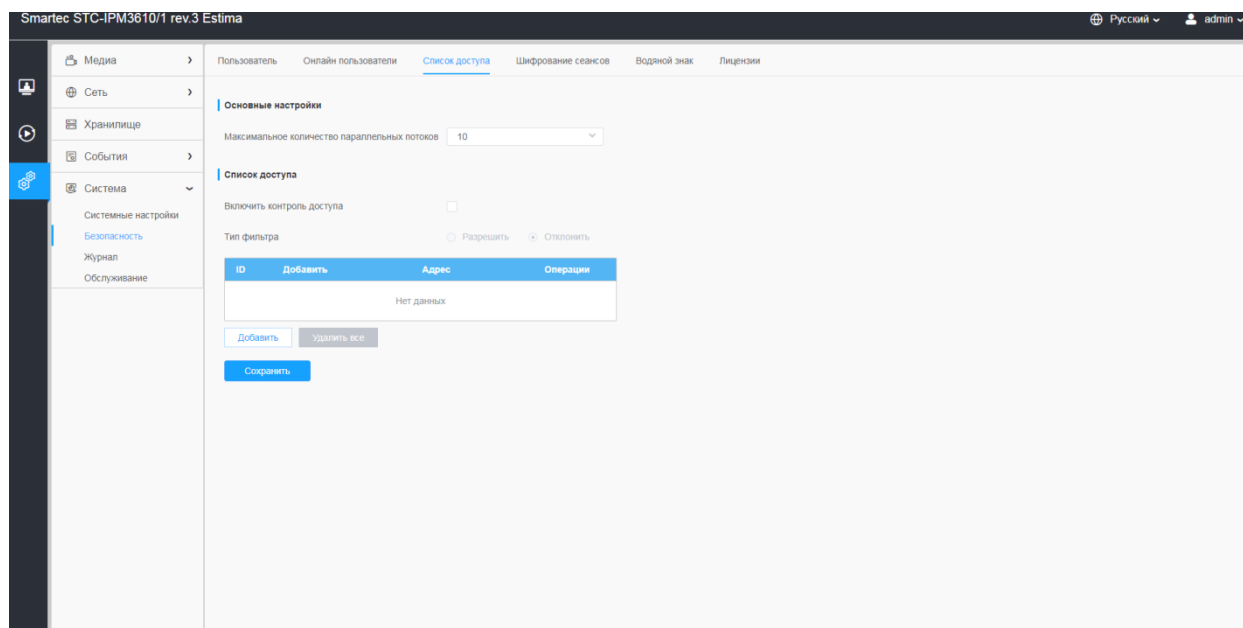 Smartec STC-IPM3610/1 rev.3 Estima
Русский
admin
Медиа
Сеть
Хранилище
События
Система
Системные настройки
Безопасность
Журнал
Обслуживание
Пользователь Онлайн пользователи Список доступа Шифрование сеансов Водяной знак Лицензии
Основные настройки
Максимальное количество параллельных потоков 10
Список доступа
Включить контроль доступа
Тип фильтра Разрешить Отклонить
ID Добавить Адрес Операции
Нет данных
Добавить Удалить все
Сохранить